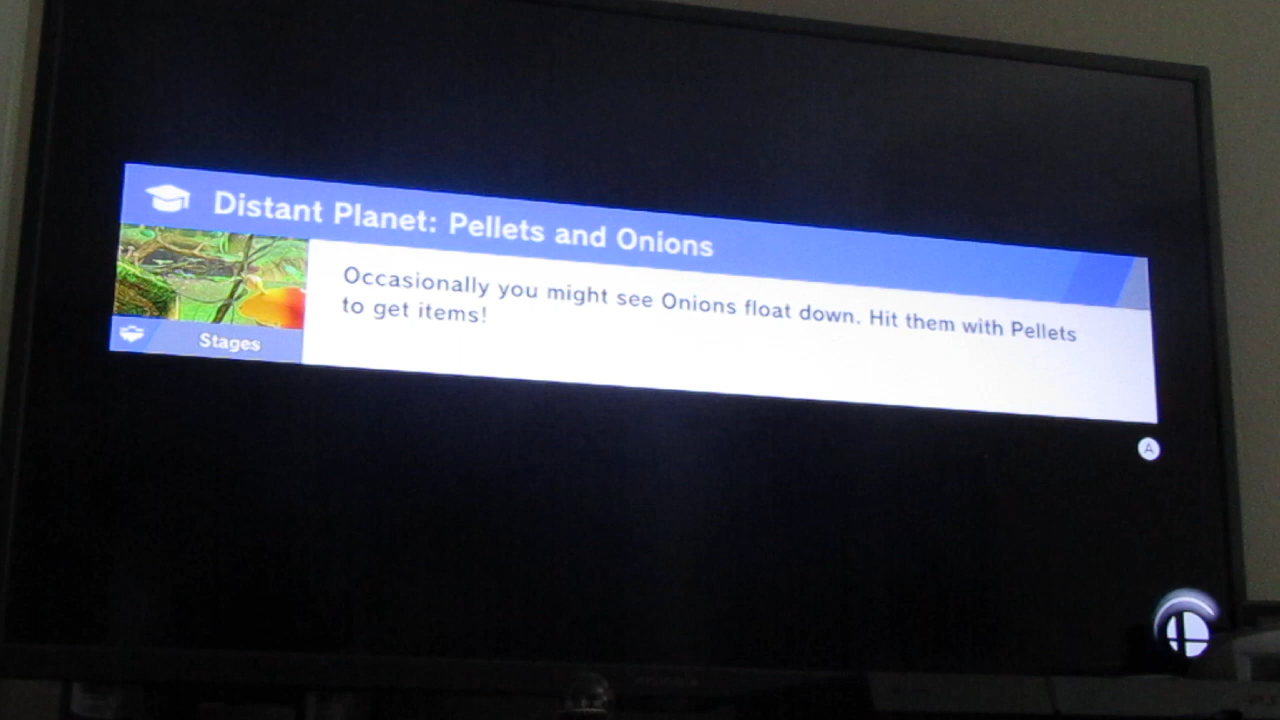 Distant Planet: Pellets and Onions
Occasionally you might see Onions float down. Hit them with Pellets
to get items!
Stages
A